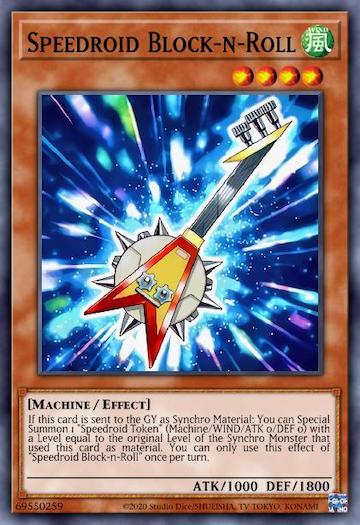 SPEEDROID BLOCK-N-ROLL
WIND
風
[MACHINE / EFFECT]
If this card is sent to the GY as Synchro Material: You can Special
Summon 1 "Speedroid Token" (Machine/WIND/ATK 0/DEF 0) with
a Level equal to the original Level of the Synchro Monster that
used this card as material. You can only use this effect of
"Speedroid Block-n-Roll" once per turn.
ATK/1000 DEF/1800
69550259
©2020 Studio Dice/SHUEISHA, TV TOKYO, KONAMI